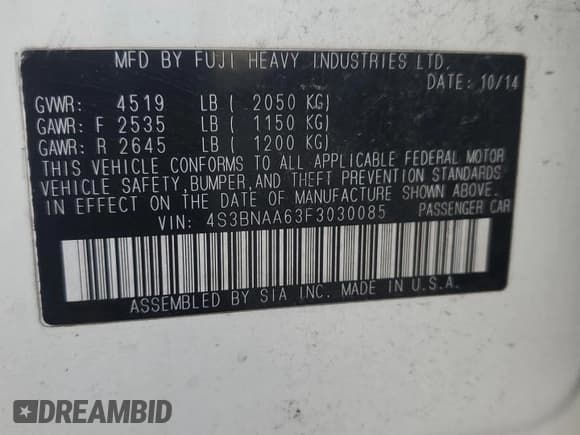 MFD BY FUJI HEAVY INDUSTRIES LTD.
DATE: 10/14
GVWR: 4519 LB ( 2050 KG)
GAWR: F 2535 LB ( 1150 KG)
GAWR: R 2645 LB ( 1200 KG)
THIS VEHICLE CONFORMS TO ALL APPLICABLE FEDERAL MOTOR
VEHICLE SAFETY,BUMPER,AND THEFT PREVENTION STANDARDS
IN EFFECT ON THE DATE OF MANUFACTURE SHOWN ABOVE.
VIN: 4S3BNAA63F3030085 PASSENGER CAR
ASSEMBLED BY SIA INC. MADE IN U.S.A.
DREAMBID